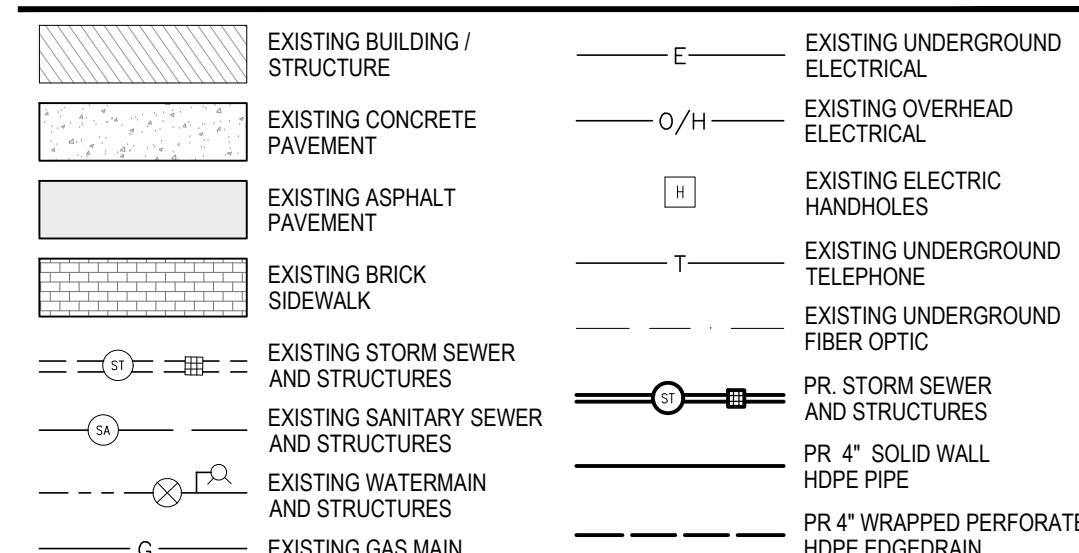 EXISTING BUILDING /
STRUCTURE
EXISTING CONCRETE
PAVEMENT
EXISTING ASPHALT
PAVEMENT
EXISTING BRICK
SIDEWALK
ST
EXISTING STORM SEWER
AND STRUCTURES
SA
EXISTING SANITARY SEWER
AND STRUCTURES
EXISTING WATERMAIN
AND STRUCTURES
G
EXISTING GAS MAIN
E
EXISTING UNDERGROUND
ELECTRICAL
O/H
EXISTING OVERHEAD
ELECTRICAL
H
EXISTING ELECTRIC
HANDHOLES
T
EXISTING UNDERGROUND
TELEPHONE
EXISTING UNDERGROUND
FIBER OPTIC
ST
PR. STORM SEWER
AND STRUCTURES
PR 4" SOLID WALL
HDPE PIPE
PR 4" WRAPPED PERFORATE
HDPE EDGEDRAIN